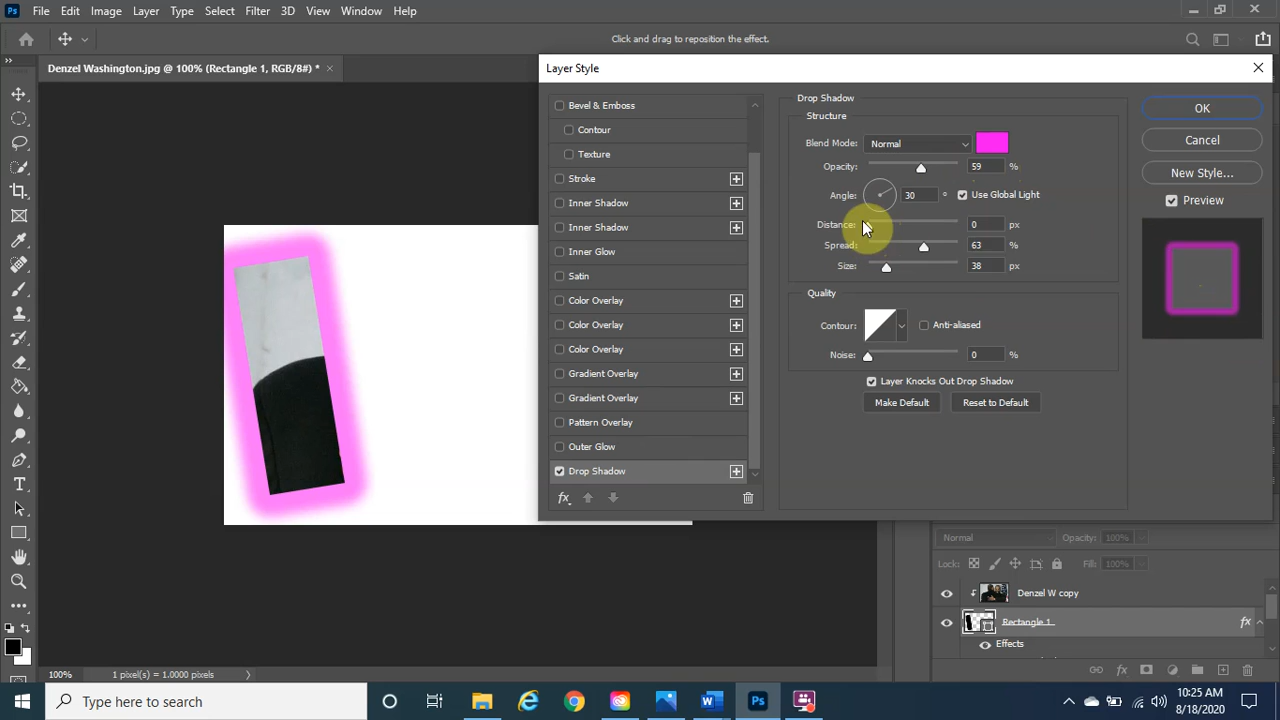 Ps File Edit Image Layer Type Select Filter 3D View Window Help
Click and drag to reposition the effect.
Denzel Washington.jpg @ 100% (Rectangle 1, RGB/8#) *
Layer Style
Bevel & Emboss
Contour
Texture
Stroke
Inner Shadow
Inner Shadow
Inner Glow
Satin
Color Overlay
Color Overlay
Color Overlay
Gradient Overlay
Gradient Overlay
Pattern Overlay
Outer Glow
Drop Shadow
fx
Drop Shadow
Structure
Blend Mode: Normal
Opacity: 59 %
Angle: 30 ° Use Global Light
Distance: 0 px
Spread: 63 %
Size: 38 px
Quality
Contour: Anti-aliased
Noise: 0 %
Layer Knocks Out Drop Shadow
Make Default Reset to Default
OK
Cancel
New Style...
Preview
Normal Opacity: 100%
Lock: Fill: 100%
Denzel W copy
Rectangle 1 fx
Effects
fx
100% 1 pixel(s) = 1.0000 pixels
Type here to search
Ps
10:25 AM
8/18/2020